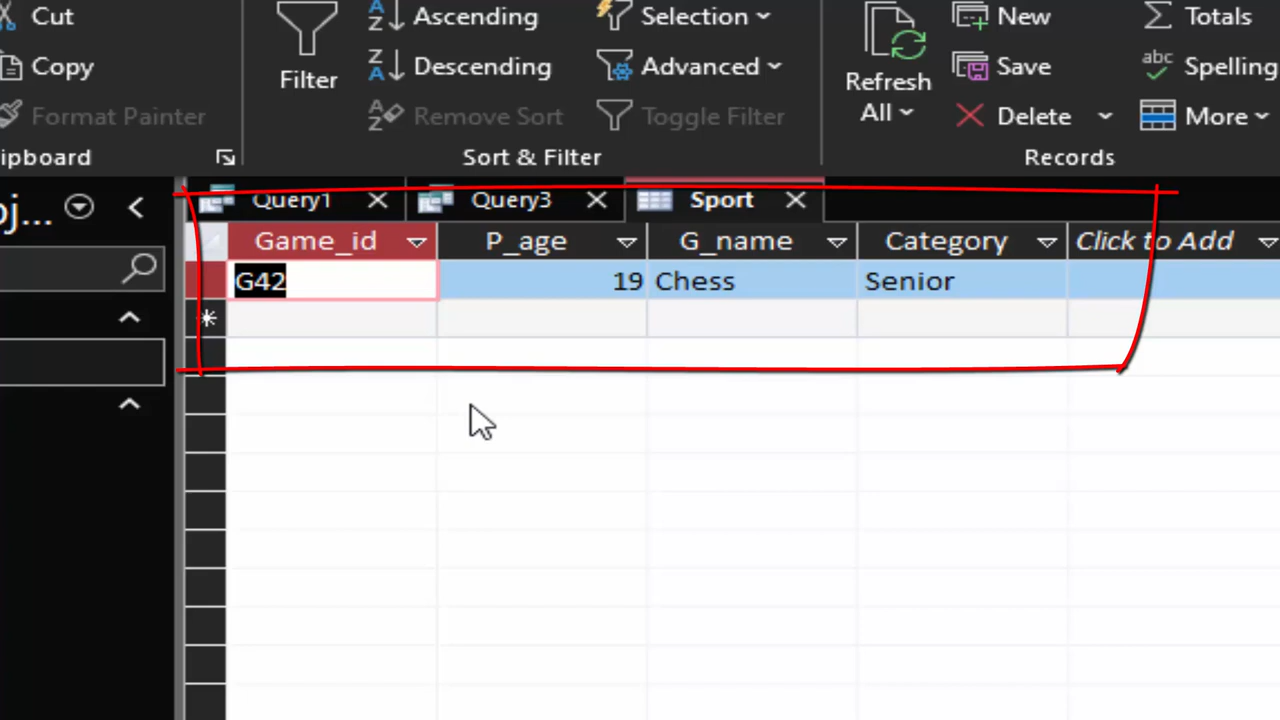 Cut
Ascending
Selection
New
Totals
Filter
Copy
Descending
Advanced
Refresh All
Save
Spelling
Format Painter
Remove Sort
Toggle Filter
Delete
More
Sort & Filter
Records
Query1
Query3
Sport
Game_id P_age G_name Category Click to Add
G42 19 Chess Senior